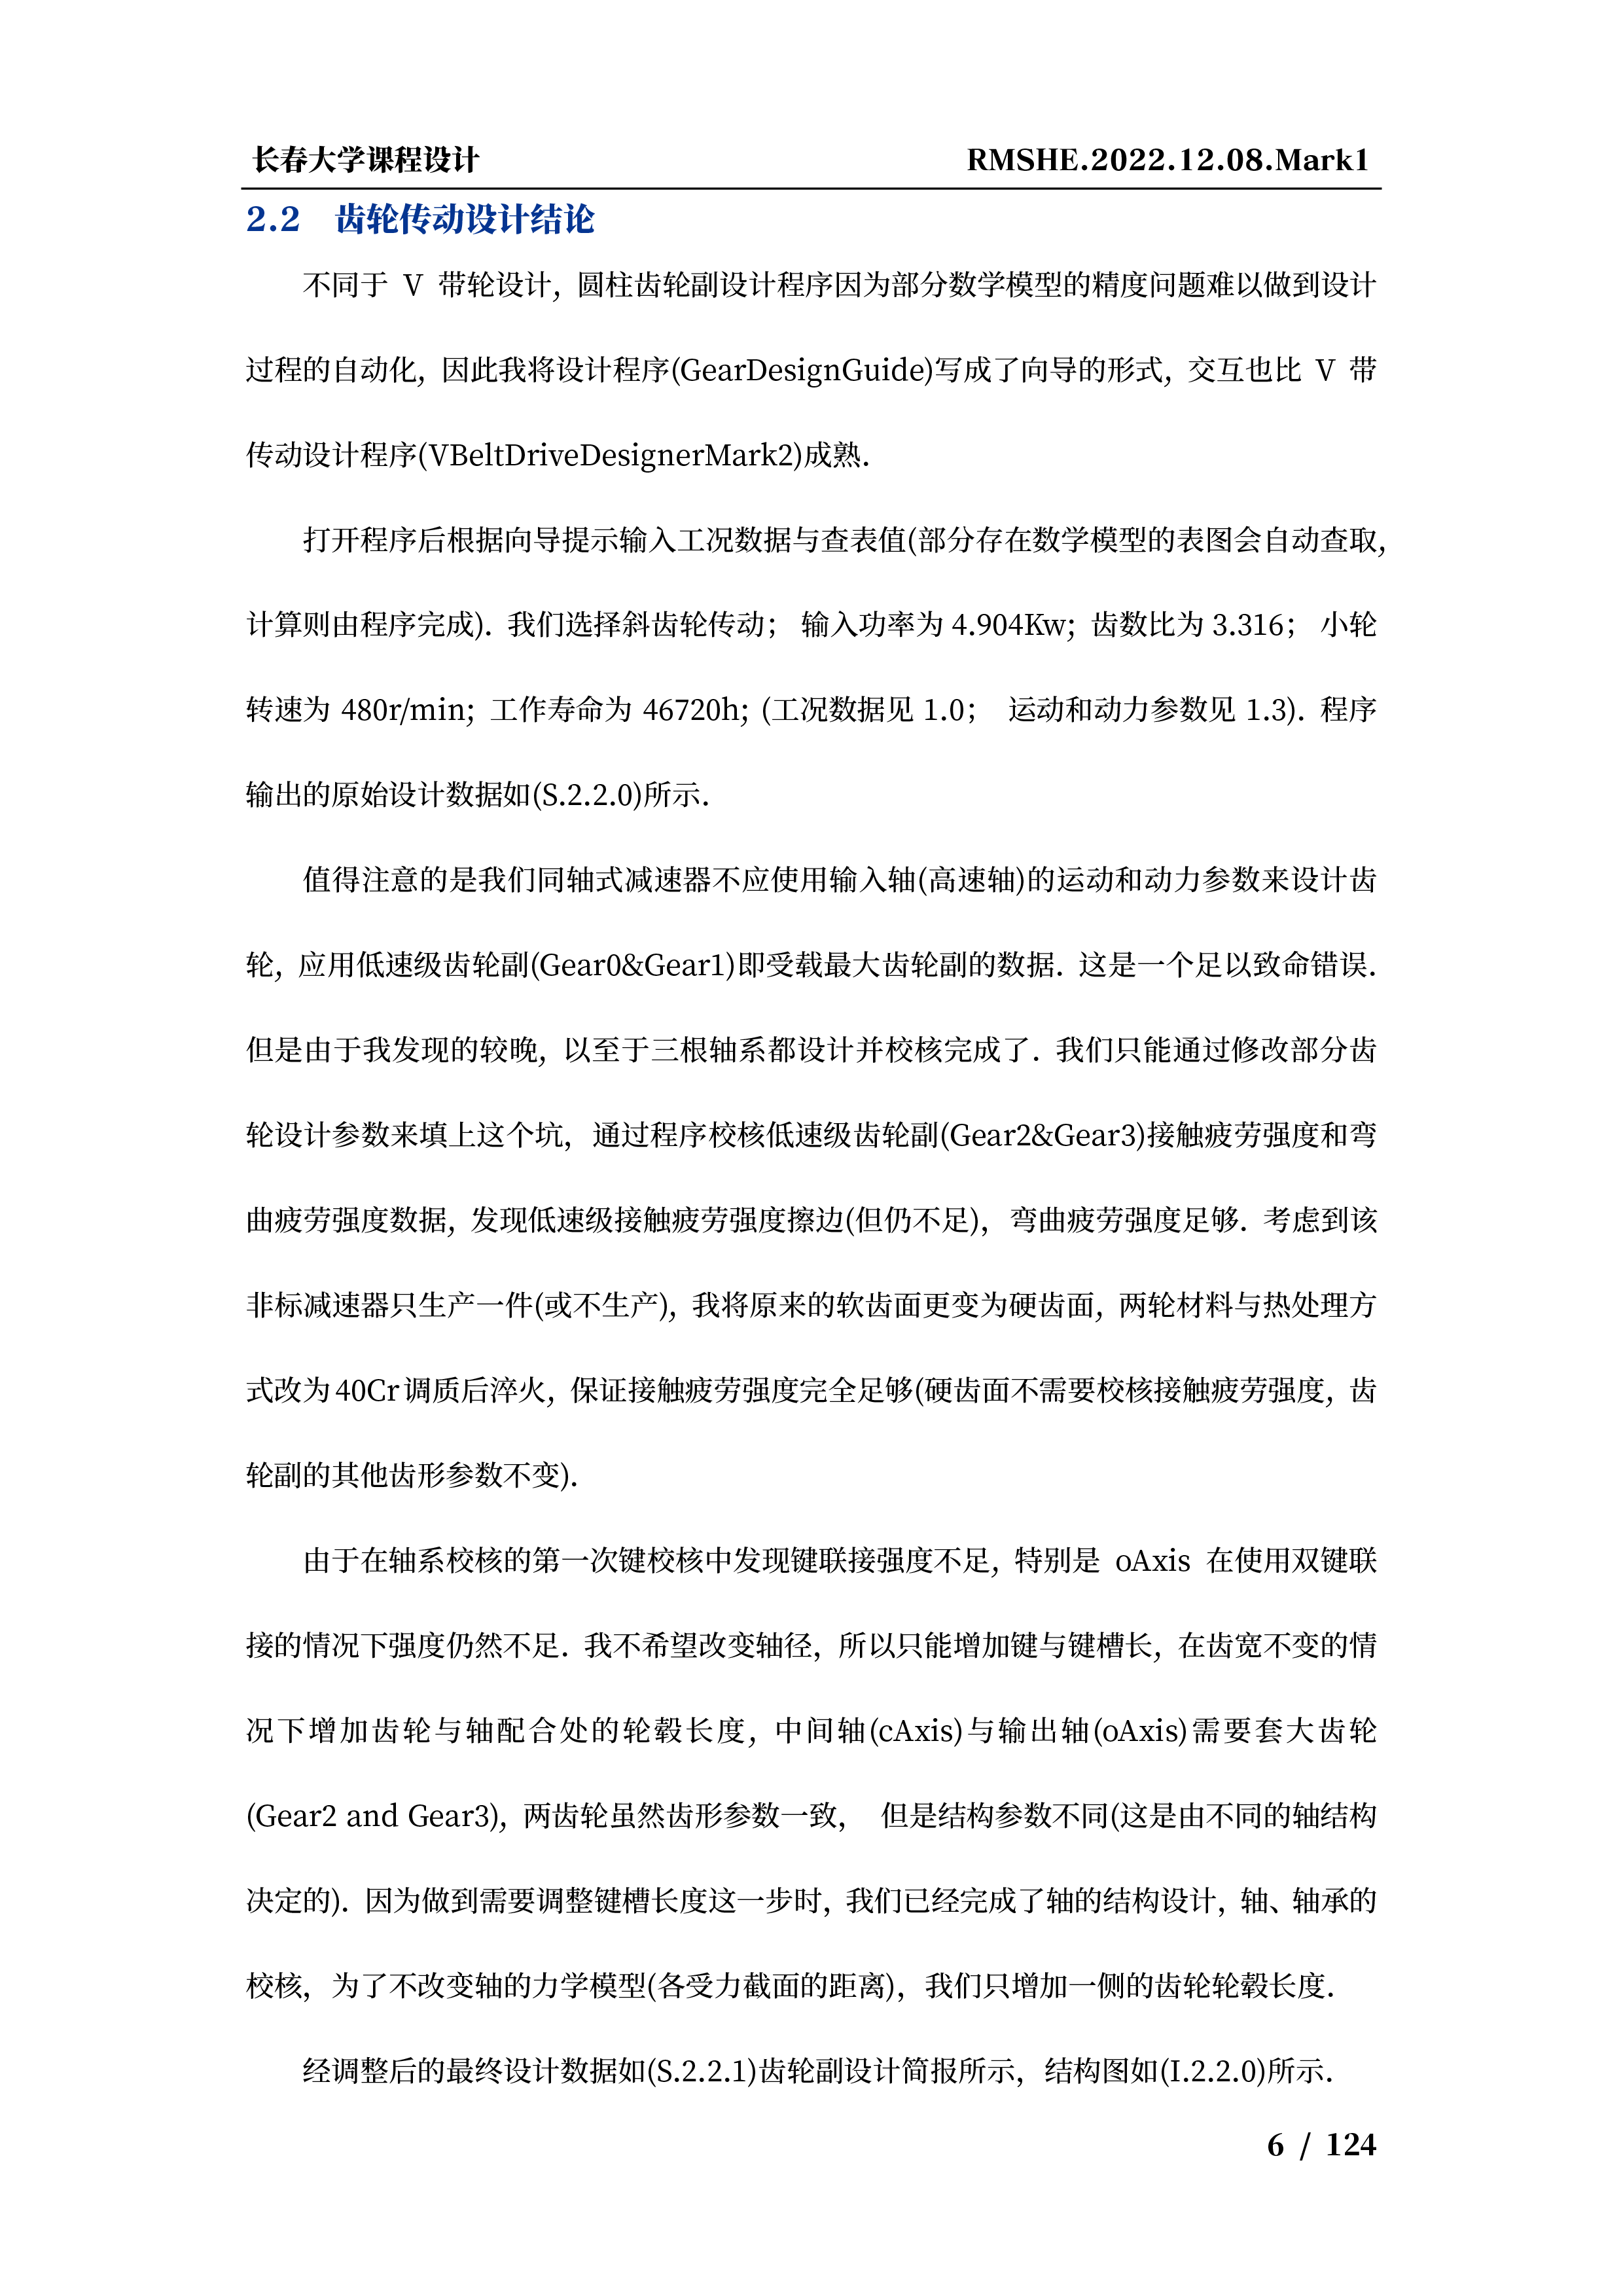 长春大学课程设计 RMSHE.2022.12.08.Mark1
2.2 齿轮传动设计结论
不同于 V 带轮设计, 圆柱齿轮副设计程序因为部分数学模型的精度问题难以做到设计
过程的自动化, 因此我将设计程序(GearDesignGuide)写成了向导的形式, 交互也比 V 带
传动设计程序(VBeltDriveDesignerMark2)成熟.
打开程序后根据向导提示输入工况数据与查表值(部分存在数学模型的表图会自动查取,
计算则由程序完成). 我们选择斜齿轮传动; 输入功率为 4.904Kw; 齿数比为 3.316; 小轮
转速为 480r/min; 工作寿命为 46720h; (工况数据见 1.0; 运动和动力参数见 1.3). 程序
输出的原始设计数据如(S.2.2.0)所示.
值得注意的是我们同轴式减速器不应使用输入轴(高速轴)的运动和动力参数来设计齿
轮, 应用低速级齿轮副(Gear0&Gear1)即受载最大齿轮副的数据. 这是一个足以致命错误.
但是由于我发现的较晚, 以至于三根轴系都设计并校核完成了. 我们只能通过修改部分齿
轮设计参数来填上这个坑, 通过程序校核低速级齿轮副(Gear2&Gear3)接触疲劳强度和弯
曲疲劳强度数据, 发现低速级接触疲劳强度擦边(但仍不足), 弯曲疲劳强度足够. 考虑到该
非标减速器只生产一件(或不生产), 我将原来的软齿面更变为硬齿面, 两轮材料与热处理方
式改为 40Cr 调质后淬火, 保证接触疲劳强度完全足够(硬齿面不需要校核接触疲劳强度, 齿
轮副的其他齿形参数不变).
由于在轴系校核的第一次键校核中发现键联接强度不足, 特别是 oAxis 在使用双键联
接的情况下强度仍然不足. 我不希望改变轴径, 所以只能增加键与键槽长, 在齿宽不变的情
况下增加齿轮与轴配合处的轮毂长度, 中间轴(cAxis)与输出轴(oAxis)需要套大齿轮
(Gear2 and Gear3), 两齿轮虽然齿形参数一致, 但是结构参数不同(这是由不同的轴结构
决定的). 因为做到需要调整键槽长度这一步时, 我们已经完成了轴的结构设计, 轴、轴承的
校核, 为了不改变轴的力学模型(各受力截面的距离), 我们只增加一侧的齿轮轮毂长度.
经调整后的最终设计数据如(S.2.2.1)齿轮副设计简报所示, 结构图如(I.2.2.0)所示.
6 / 124